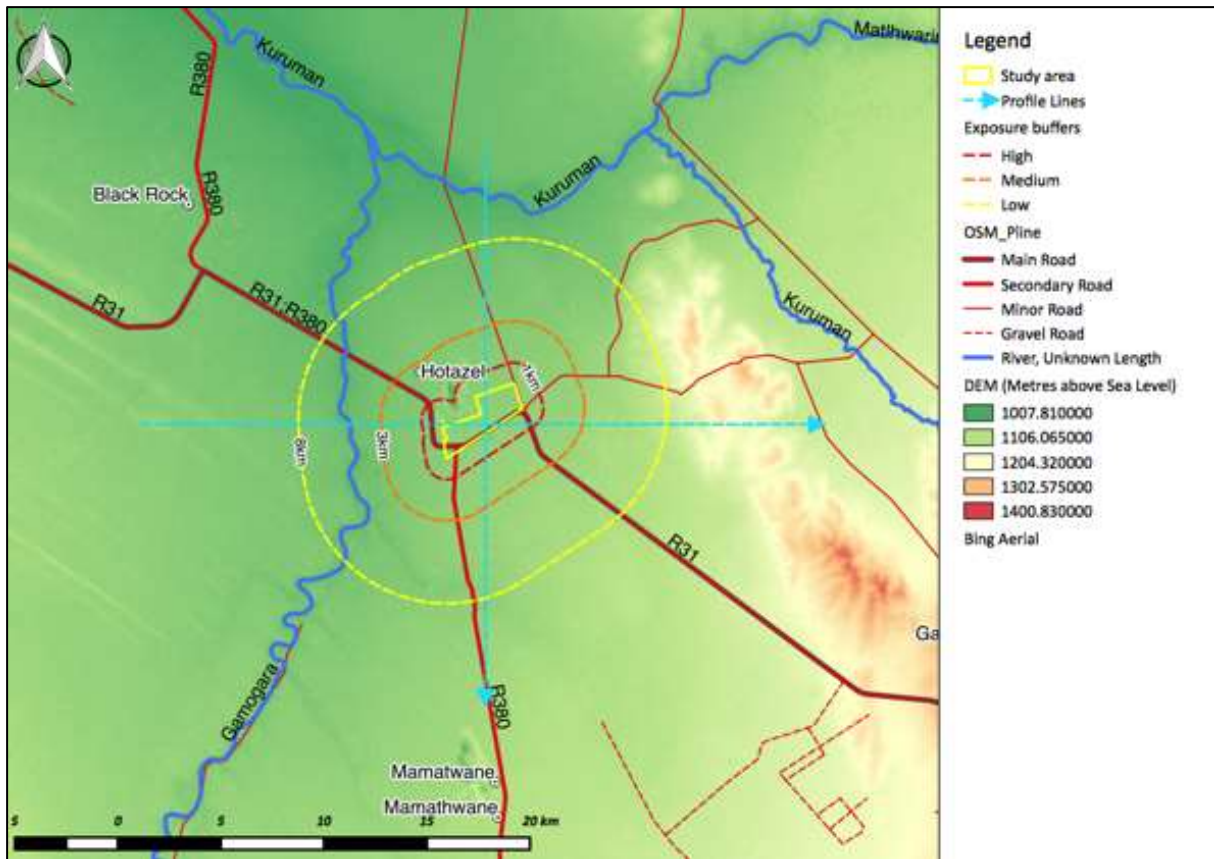 Kuruman
Matlhwarin
R380
Black Rock
R380
Kuruman
R31
R31;R380
Kuruman
Hotazel
1km
3km
6km
R31
Gamogara
R380
Ga
Mamatwane
Mamathwane
5 0 5 10 15 20 km
Legend
Study area
Profile Lines
Exposure buffers
High
Medium
Low
OSM_Pline
Main Road
Secondary Road
Minor Road
Gravel Road
River, Unknown Length
DEM (Metres above Sea Level)
1007.810000
1106.065000
1204.320000
1302.575000
1400.830000
Bing Aerial